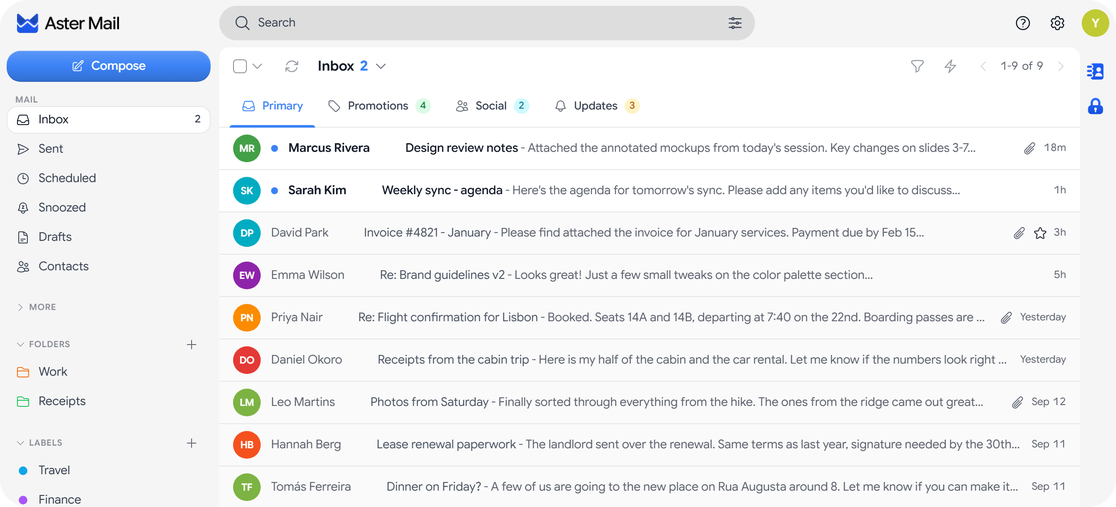 Aster Mail
Search
Y
Compose
MAIL
Inbox 2
Sent
Scheduled
Snoozed
Drafts
Contacts
MORE
FOLDERS
Work
Receipts
LABELS
Travel
Finance
Inbox 2
1-9 of 9
Primary Promotions 4 Social 2 Updates 3
MR Marcus Rivera Design review notes - Attached the annotated mockups from today's session. Key changes on slides 3-7... 18m
SK Sarah Kim Weekly sync - agenda - Here's the agenda for tomorrow's sync. Please add any items you'd like to discuss... 1h
DP David Park Invoice #4821 - January - Please find attached the invoice for January services. Payment due by Feb 15... 3h
EW Emma Wilson Re: Brand guidelines v2 - Looks great! Just a few small tweaks on the color palette section... 5h
PN Priya Nair Re: Flight confirmation for Lisbon - Booked. Seats 14A and 14B, departing at 7:40 on the 22nd. Boarding passes are ... Yesterday
DO Daniel Okoro Receipts from the cabin trip - Here is my half of the cabin and the car rental. Let me know if the numbers look right ... Yesterday
LM Leo Martins Photos from Saturday - Finally sorted through everything from the hike. The ones from the ridge came out great... Sep 12
HB Hannah Berg Lease renewal paperwork - The landlord sent over the renewal. Same terms as last year, signature needed by the 30th... Sep 11
TF Tomás Ferreira Dinner on Friday? - A few of us are going to the new place on Rua Augusta around 8. Let me know if you can make it... Sep 11